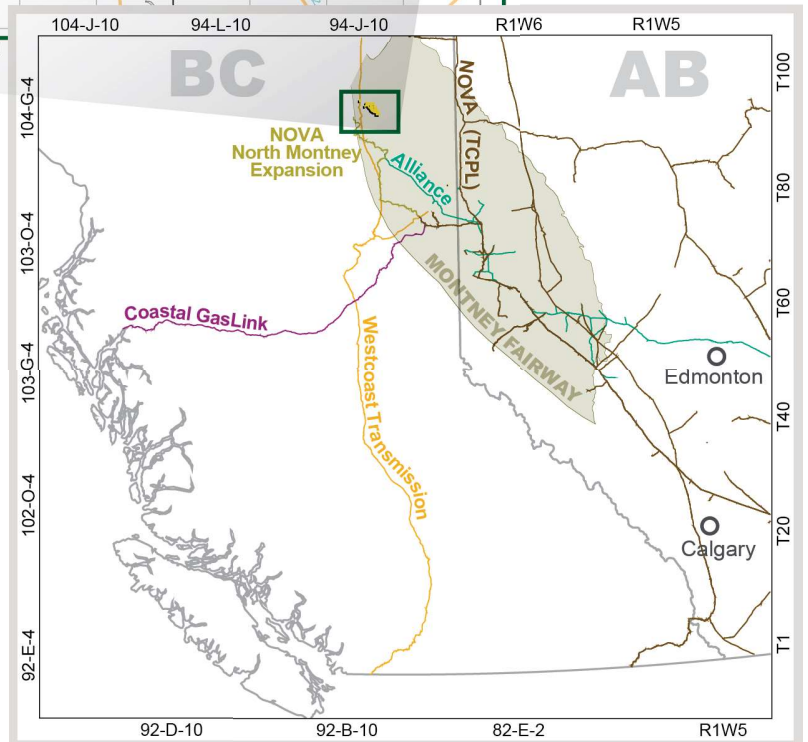 104-J-10 94-L-10 94-J-10 R1W6 R1W5
BC
AB
T100
104-G-4
NOVA (TCPL)
NOVA
North Montney
Expansion
Alliance
T80
103-O-4
MONTNEY FAIRWAY
Coastal GasLink
T60
Westcoast Transmission
103-G-4
Edmonton
T40
102-O-4
T20
Calgary
92-E-4
T1
92-D-10 92-B-10 82-E-2 R1W5